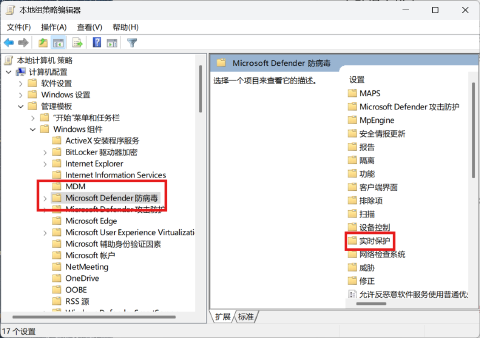 本地组策略编辑器
文件(F) 操作(A) 查看(V) 帮助(H)
本地计算机 策略
计算机配置
软件设置
Windows 设置
管理模板
"开始"菜单和任务栏
Windows 组件
ActiveX 安装程序服务
BitLocker 驱动器加密
Internet Explorer
Internet Information Services
MDM
Microsoft Defender 防病毒
Microsoft Defender 攻击防护
Microsoft Edge
Microsoft User Experience Virtualizati
Microsoft 辅助身份验证因素
Microsoft 帐户
NetMeeting
OneDrive
OOBE
RSS 源
Microsoft Defender 防病毒
选择一个项目来查看它的描述。
设置
MAPS
Microsoft Defender 攻击防护
MpEngine
安全情报更新
报告
隔离
功能
客户端界面
排除项
扫描
设备控制
实时保护
网络检查系统
威胁
修正
允许反恶意软件服务使用普通优
扩展 标准
17 个设置